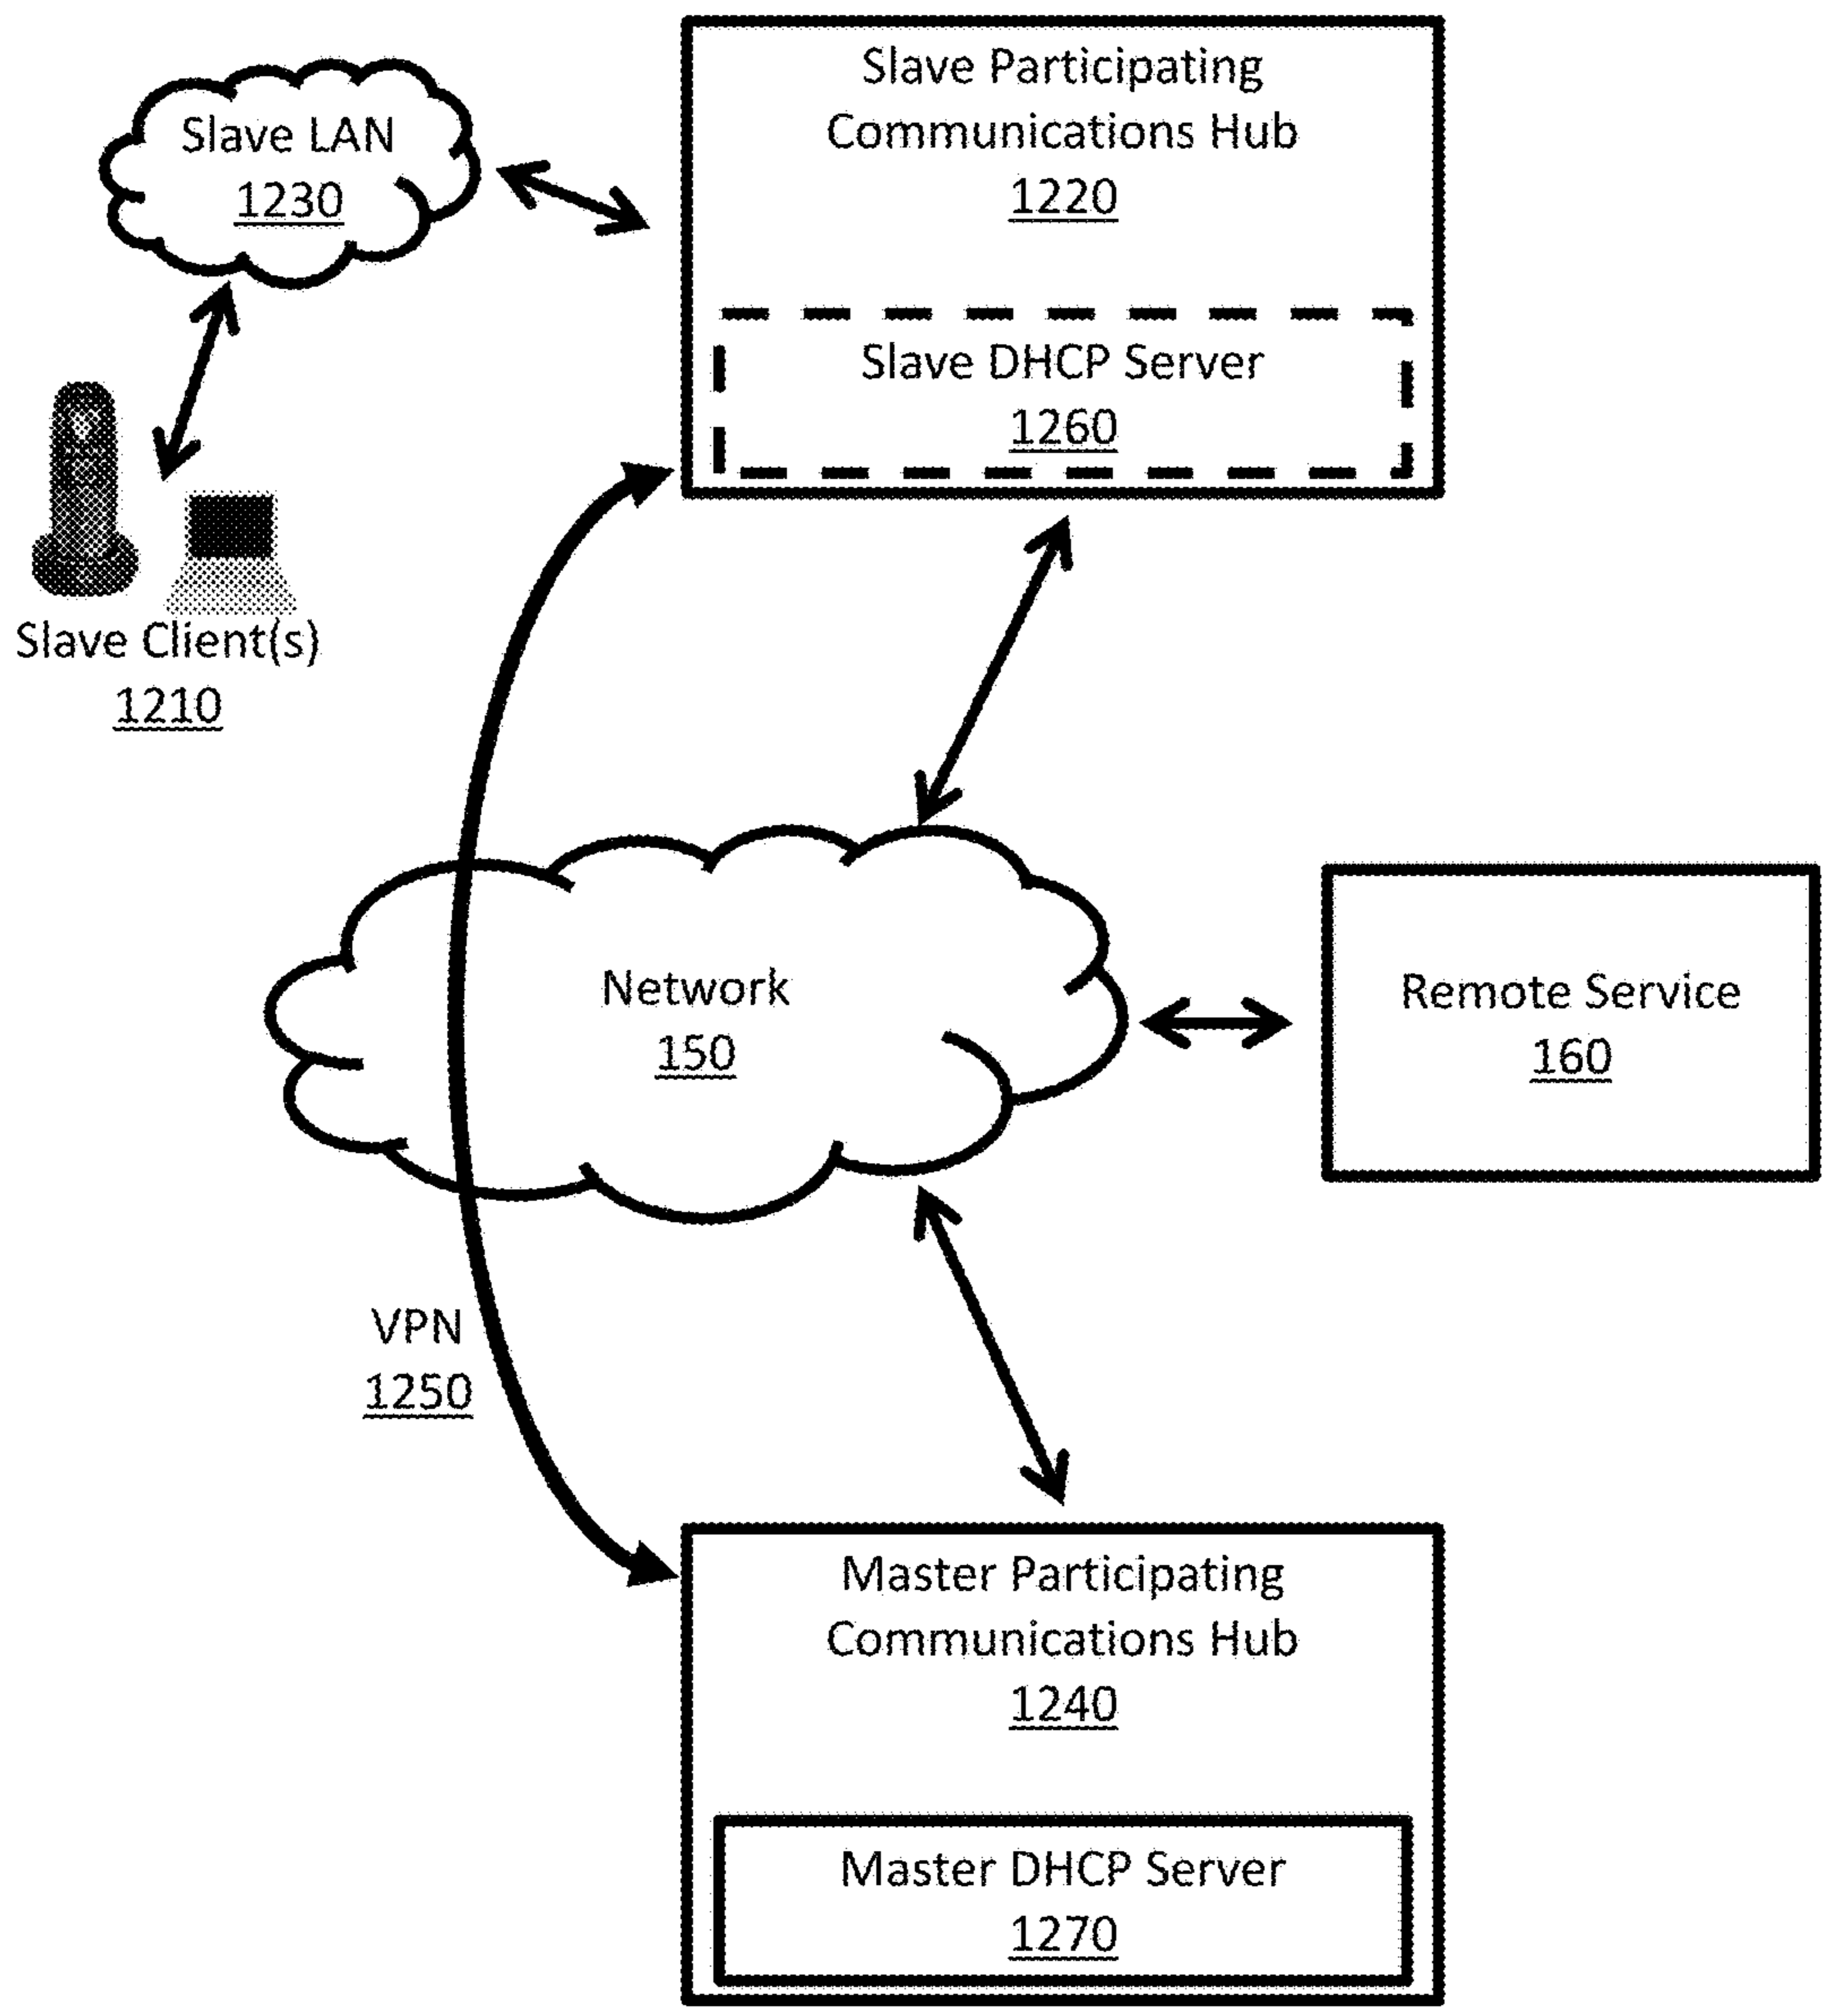 Slave Participating
Communications Hub
1220
Slave LAN
1230
Slave DHCP Server
1260
Slave Client(s)
1210
Network
150
Remote Service
160
VPN
1250
Master Participating
Communications Hub
1240
Master DHCP Server
1270